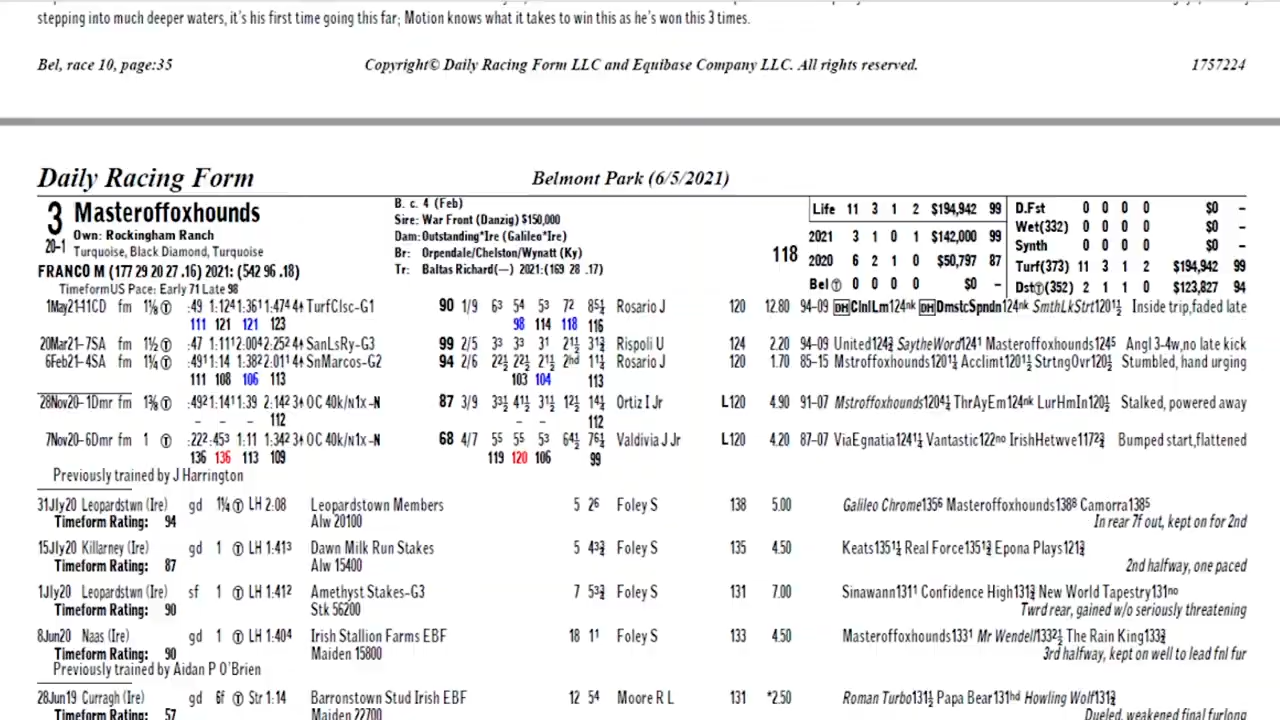 stepping into much deeper waters, it's his first time going this far; Motion knows what it takes to win this as he's won this 3 times.
Bel, race 10, page:35 Copyright© Daily Racing Form LLC and Equibase Company LLC. All rights reserved. 1757224
Daily Racing Form Belmont Park (6/5/2021)
3 Masteroffoxhounds
Own: Rockingham Ranch
20-1 Turquoise, Black Diamond, Turquoise
FRANCO M (177 29 20 27 .16) 2021: (542 96 .18)
TimeformUS Pace: Early 71 Late 98
B. c. 4 (Feb)
Sire: War Front (Danzig) $150,000
Dam: Outstanding*Ire (Galileo*Ire)
Br: Orpendale/Chelston/Wynatt (Ky)
Tr: Baltas Richard(—) 2021:(169 28 .17)
118
Life 11 3 1 2 $194,942 99
2021 3 1 0 1 $142,000 99
2020 6 2 1 0 $50,797 87
Bel Ⓣ 0 0 0 0 $0 –
D.Fst 0 0 0 0 $0 –
Wet(332) 0 0 0 0 $0 –
Synth 0 0 0 0 $0 –
Turf(373) 11 3 1 2 $194,942 99
DstⓉ(352) 2 1 1 0 $123,827 94
1May21-11CD fm 1⅛ Ⓣ :49 1:124 1:361 1:474 4↑ TurfClsc-G1 90 1/9 63 54 53 72 85¼ Rosario J 120 12.80 94-09 DH ClnlLm124nk DH DmstcSpndn124nk SmthLkStrt1201½ Inside trip,faded late
111 121 121 123 98 114 118 116
20Mar21-7SA fm 1½ Ⓣ :47 1:111 2:004 2:252 4↑ SanLsRy-G3 99 2/5 33 33 31 21½ 31¾ Rispoli U 124 2.20 94-09 United124¾ SaytheWord1241 Masteroffoxhounds1245 Angl 3-4w,no late kick
6Feb21-4SA fm 1¼ Ⓣ :491 1:14 1:382 2:011 4↑ SnMarcos-G2 94 2/6 22½ 22½ 21½ 2hd 11¼ Rosario J 120 1.70 85-15 Mstroffoxhounds1201¼ Acclimt1201½ StrtngOvr120½ Stumbled, hand urging
111 108 106 113 103 104 113
28Nov20-1Dmr fm 1⅜ Ⓣ :492 1:141 1:39 2:142 3↑ OC 40k/N1x-N 87 3/9 33½ 41½ 31½ 12½ 14¼ Ortiz I Jr L120 4.90 91-07 Mstroffoxhounds1204¼ ThrAyEm124nk LurHmIn120½ Stalked, powered away
– – – 112 – – 112
7Nov20-6Dmr fm 1 Ⓣ :222 :453 1:11 1:342 3↑ OC 40k/N1x-N 68 4/7 55 55 53 64½ 76¼ Valdivia J Jr L120 4.20 87-07 ViaEgnatia1241¼ Vantastic122no IrishHetwve1172¾ Bumped start,flattened
136 136 113 109 119 120 106 99
Previously trained by J Harrington
31Jly20 Leopardstwn (Ire) gd 1¼ Ⓣ LH 2:08 Leopardstown Members 5 26 Foley S 138 5.00 Galileo Chrome1356 Masteroffoxhounds1388 Camorra1385
Timeform Rating: 94 Alw 20100 In rear 7f out, kept on for 2nd
15Jly20 Killarney (Ire) gd 1 Ⓣ LH 1:413 Dawn Milk Run Stakes 5 43¾ Foley S 135 4.50 Keats1351½ Real Force1351¾ Epona Plays121¾
Timeform Rating: 87 Alw 15400 2nd halfway, one paced
1Jly20 Leopardstwn (Ire) sf 1 Ⓣ LH 1:412 Amethyst Stakes-G3 7 53¾ Foley S 131 7.00 Sinawann1311 Confidence High131¾ New World Tapestry131no
Timeform Rating: 90 Stk 56200 Twrd rear, gained w/o seriously threatening
8Jun20 Naas (Ire) gd 1 Ⓣ LH 1:404 Irish Stallion Farms EBF 18 11 Foley S 133 4.50 Masteroffoxhounds1331 Mr Wendell1332½ The Rain King133¾
Timeform Rating: 90 Maiden 15800 3rd halfway, kept on well to lead fnl fur
Previously trained by Aidan P O'Brien
28Jun19 Curragh (Ire) gd 6f Ⓣ Str 1:14 Barronstown Stud Irish EBF 12 54 Moore R L 131 *2.50 Roman Turbo131½ Papa Bear131hd Howling Wolf131¾
Timeform Rating: 57 Maiden 22700 Dueled, weakened final furlong